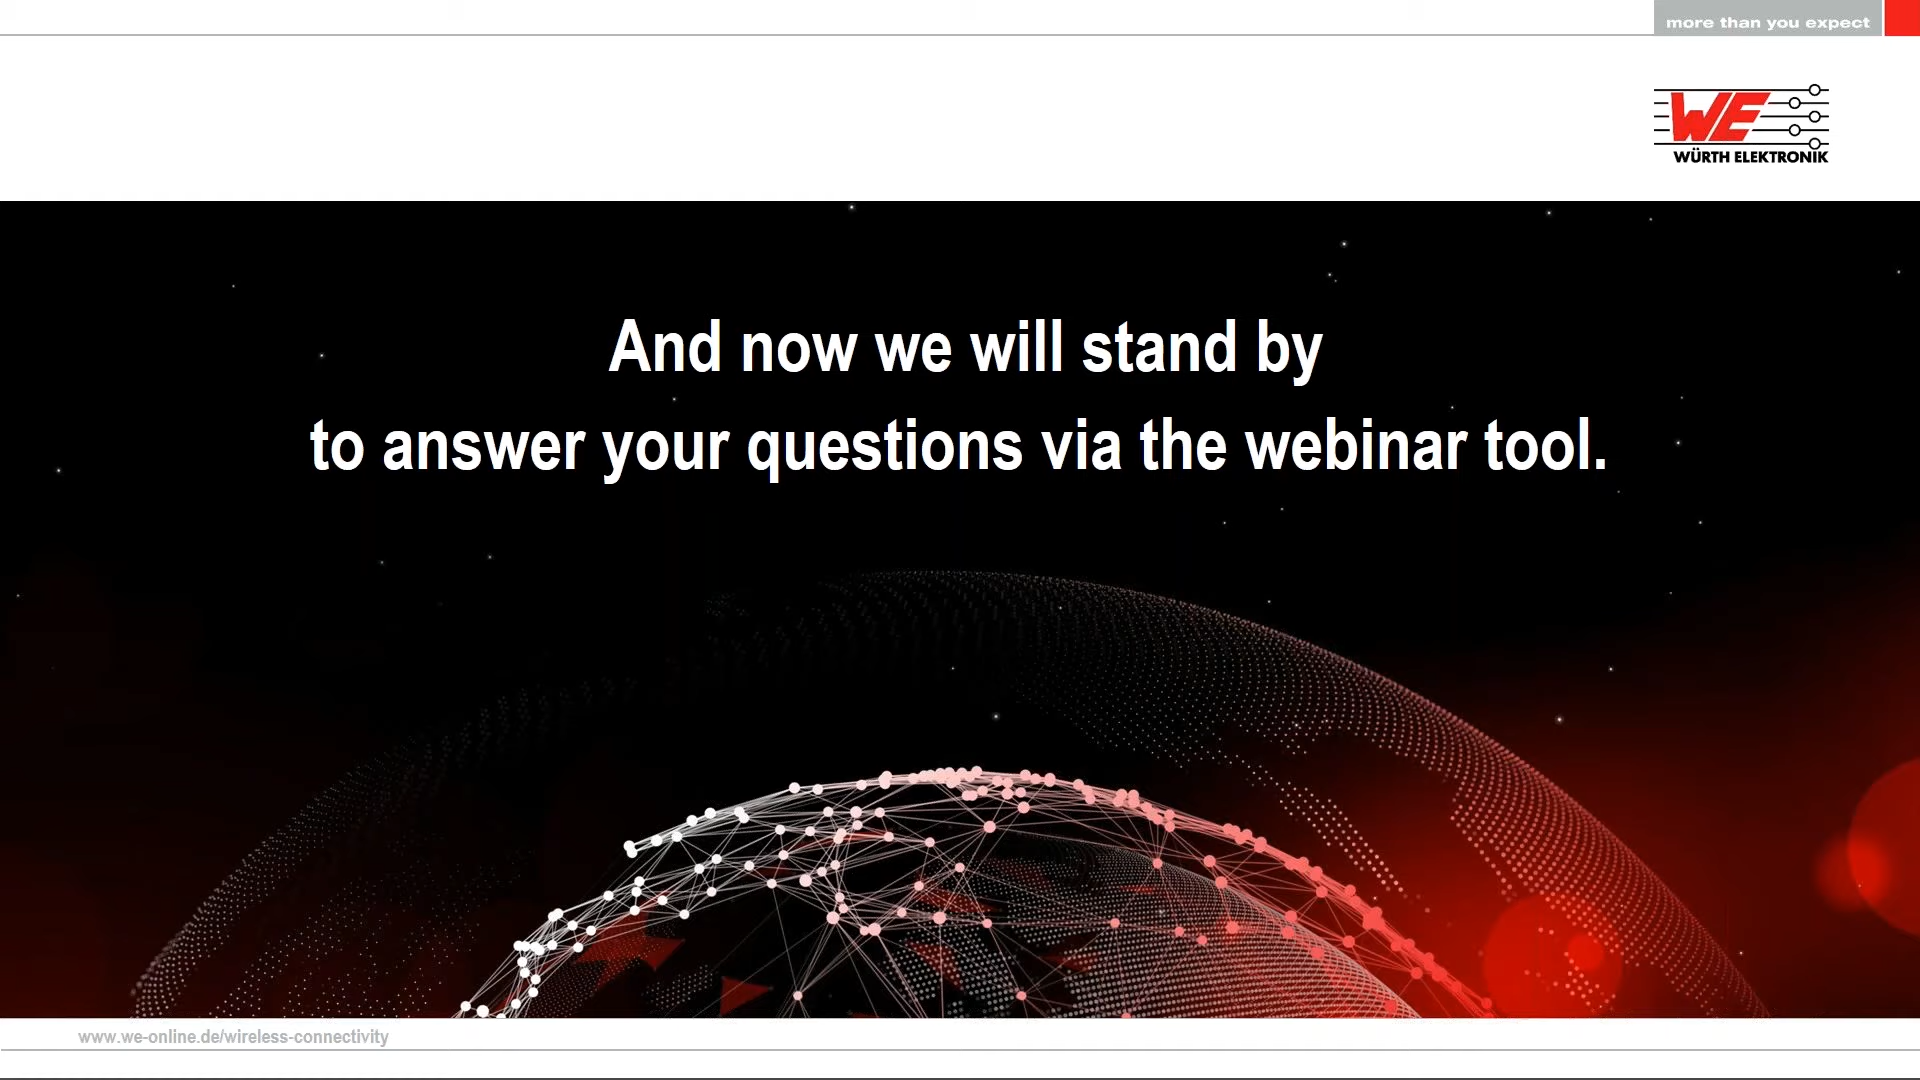 more than you expect
WE
WÜRTH ELEKTRONIK
And now we will stand by
to answer your questions via the webinar tool.
www.we-online.de/wireless-connectivity